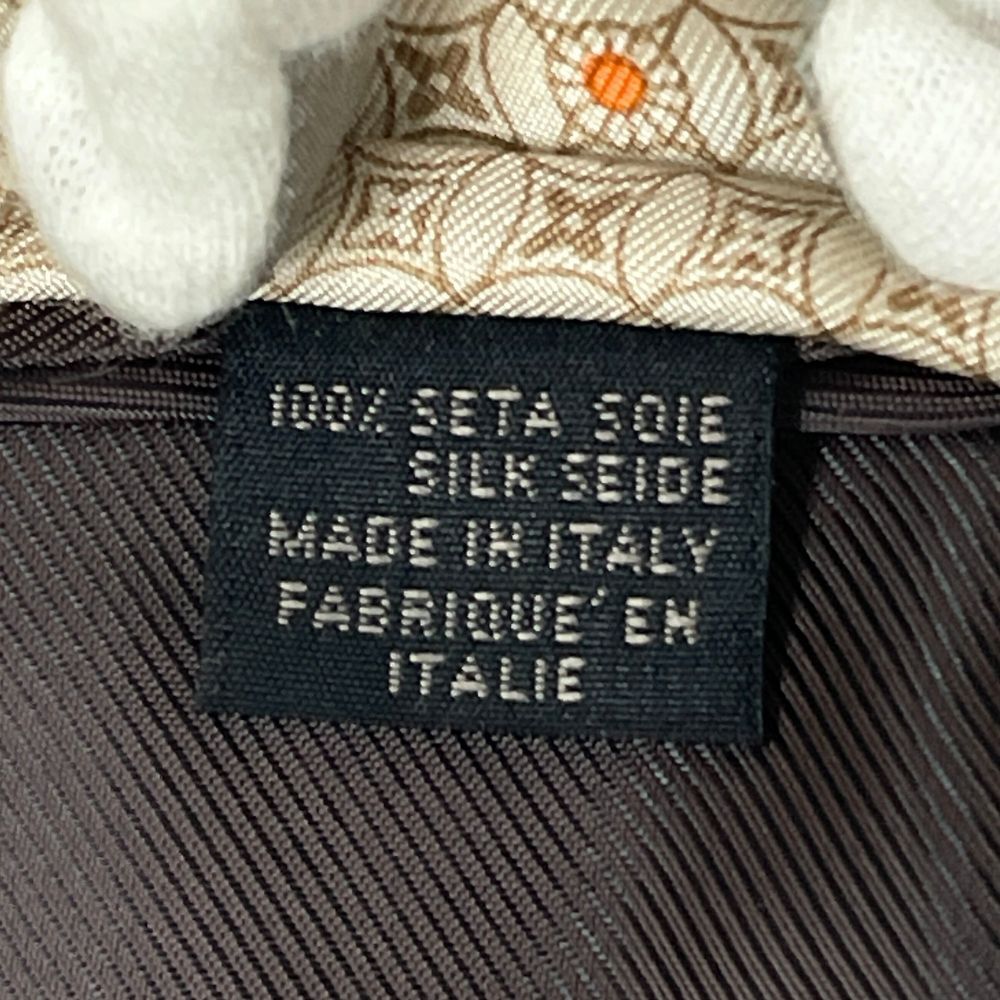 100% SETA SOIE
SILK SEIDE
MADE IN ITALY
FABRIQUE' EN
ITALIE